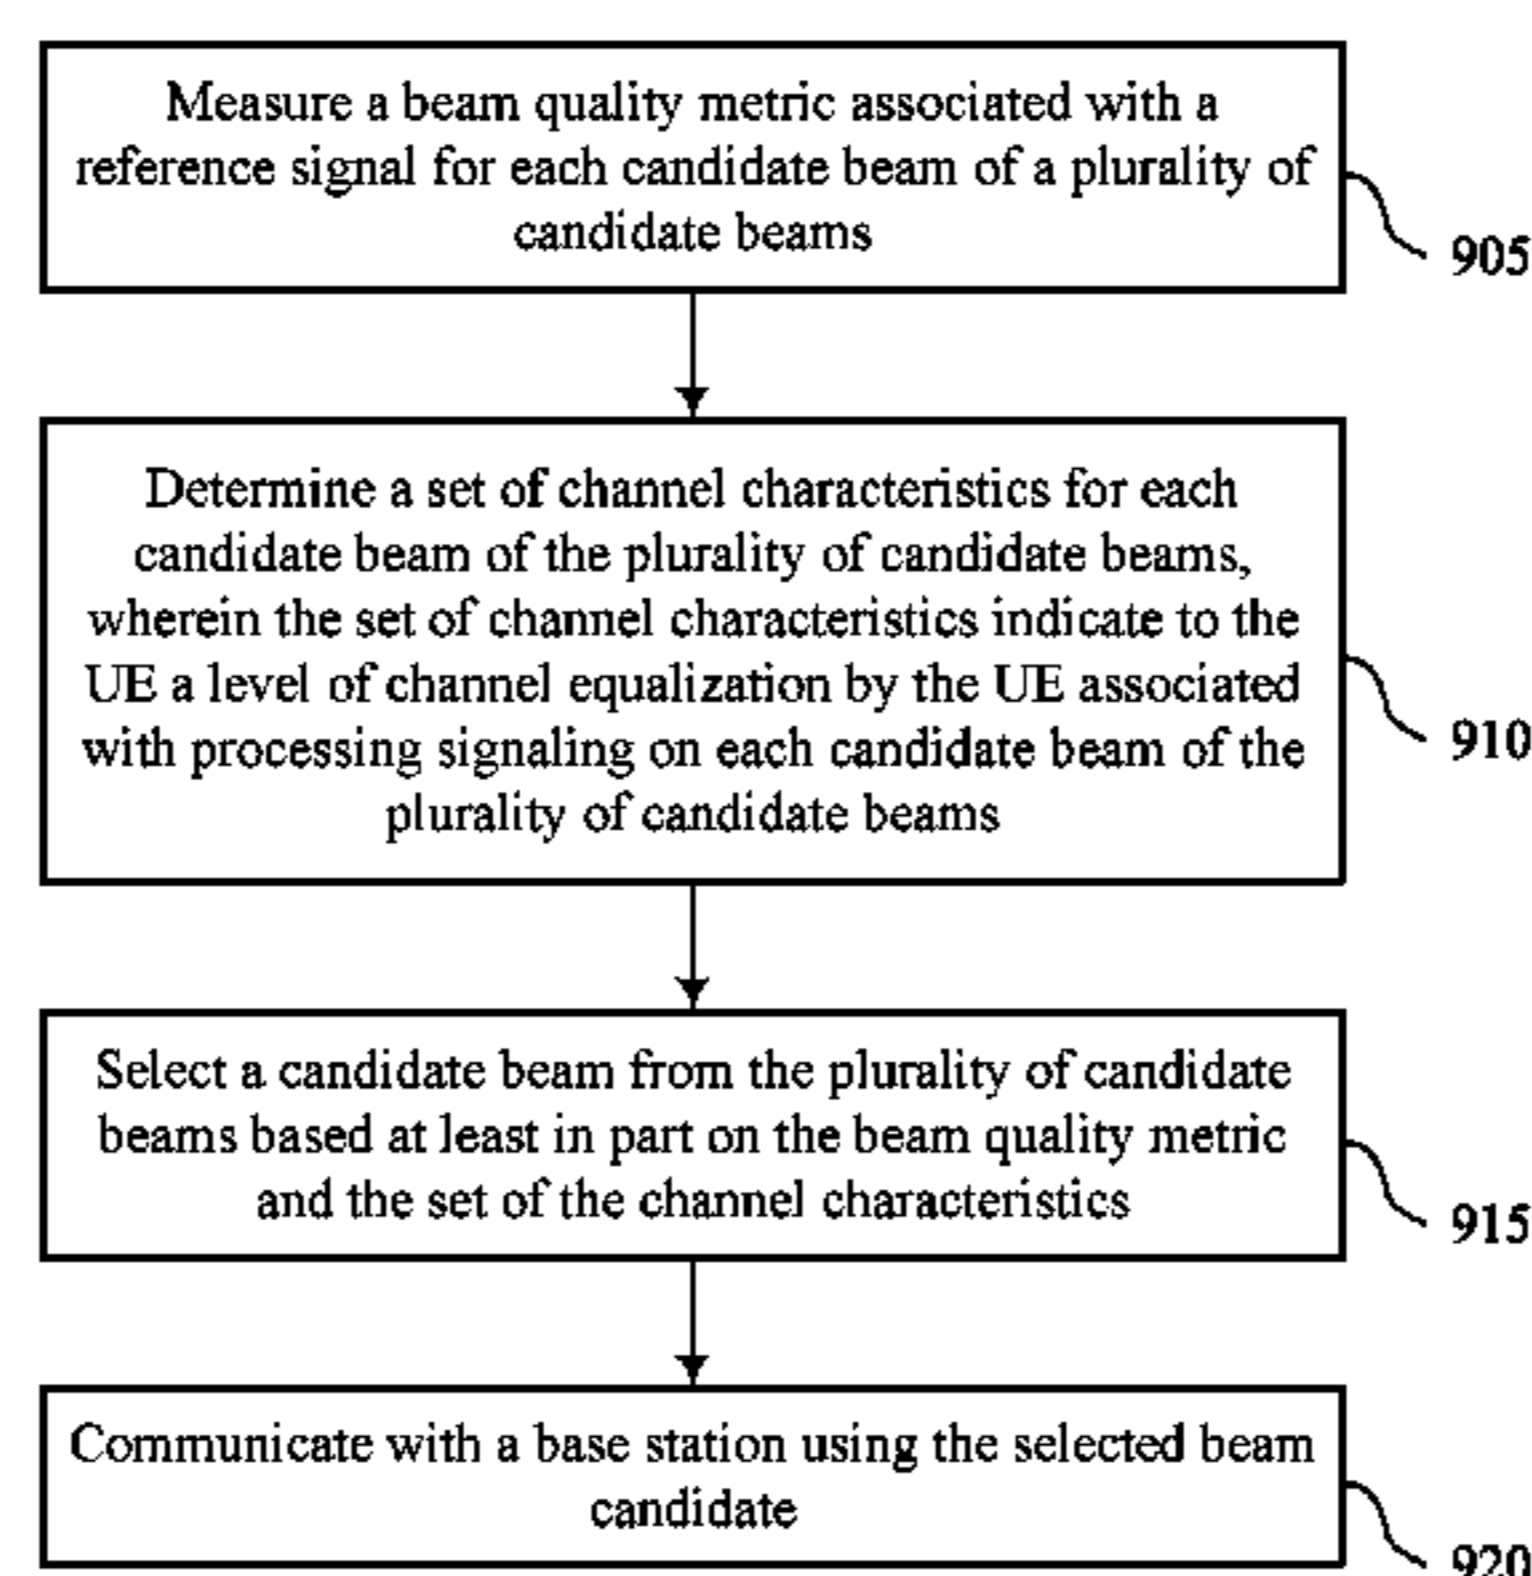 Measure a beam quality metric associated with a
reference signal for each candidate beam of a plurality of
candidate beams
905
Determine a set of channel characteristics for each
candidate beam of the plurality of candidate beams,
wherein the set of channel characteristics indicate to the
UE a level of channel equalization by the UE associated
with processing signaling on each candidate beam of the
plurality of candidate beams
910
Select a candidate beam from the plurality of candidate
beams based at least in part on the beam quality metric
and the set of the channel characteristics
915
Communicate with a base station using the selected beam
candidate
920